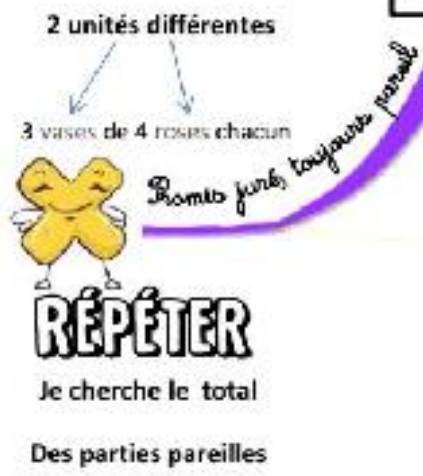 2 unités différentes
3 vases de 4 roses chacun
Promis juré, toujours pareil
RÉPÉTER
Je cherche le total
Des parties pareilles